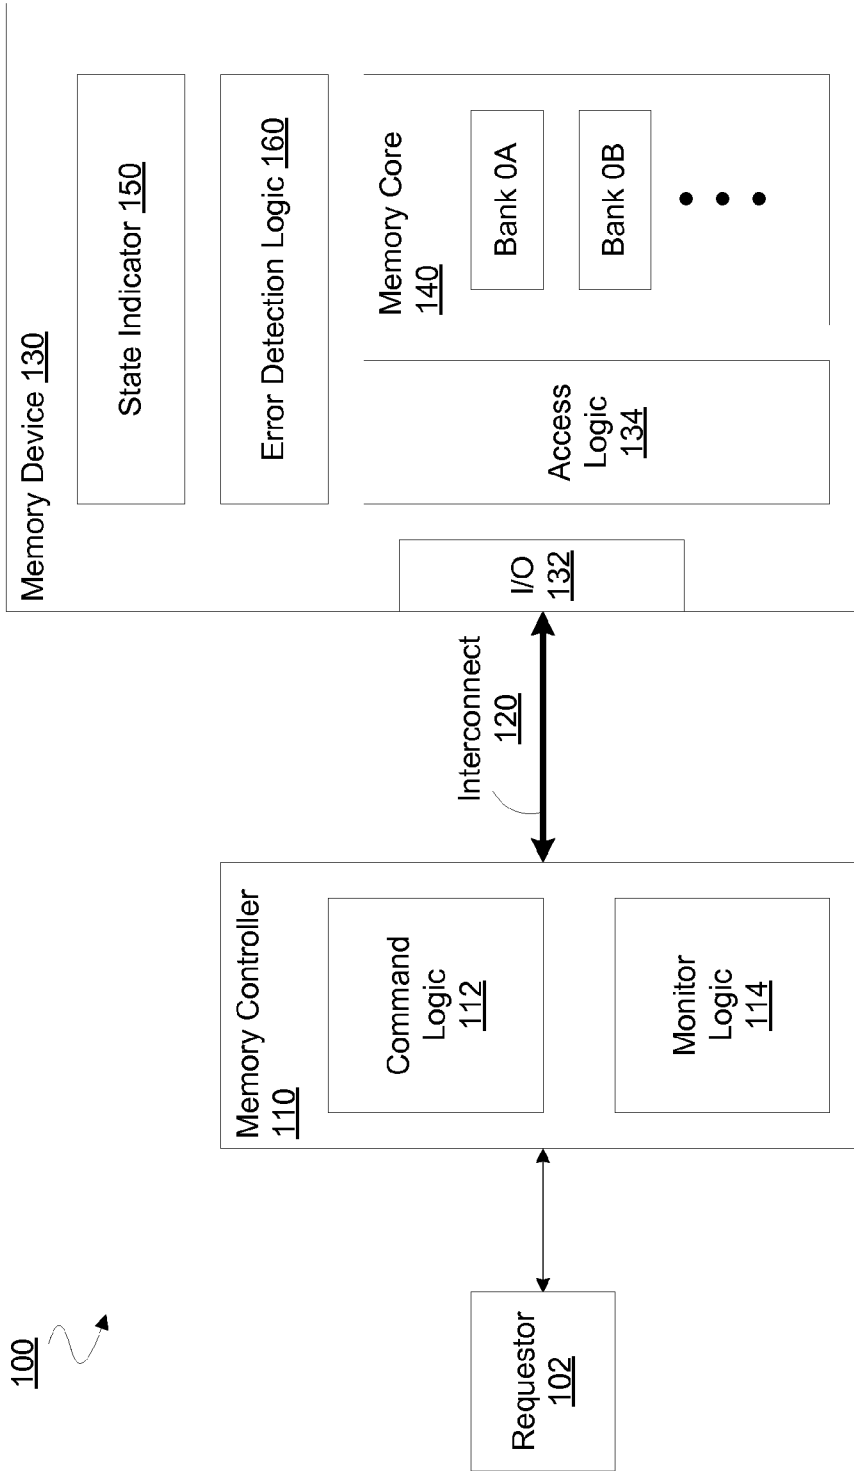 100
Requestor
102
Memory Controller
110
Command
Logic
112
Monitor
Logic
114
Interconnect
120
Memory Device 130
I/O
132
State Indicator 150
Error Detection Logic 160
Access
Logic
134
Memory Core
140
Bank 0A
Bank 0B